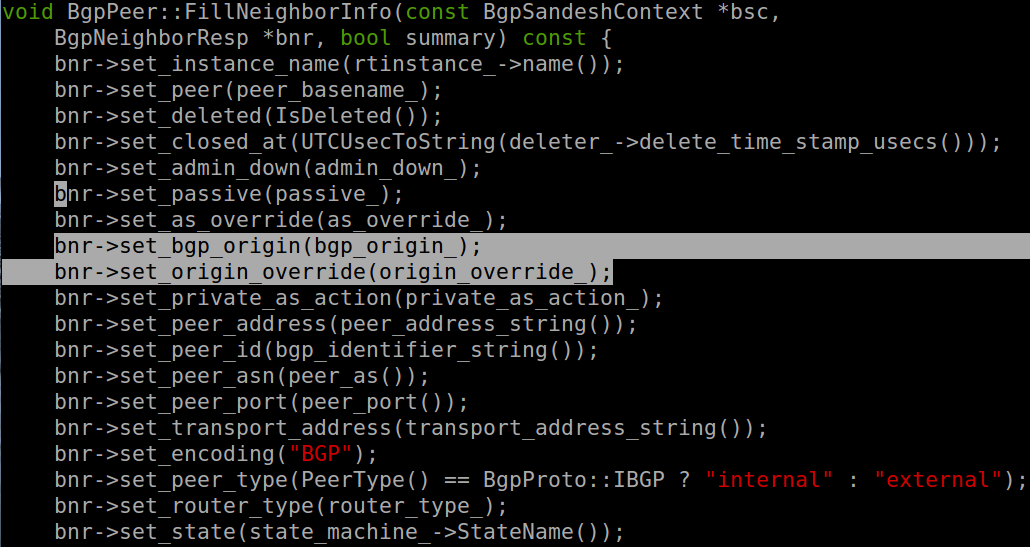 void BgpPeer::FillNeighborInfo(const BgpSandeshContext *bsc,
    BgpNeighborResp *bnr, bool summary) const {
    bnr->set_instance_name(rtinstance_->name());
    bnr->set_peer(peer_basename_);
    bnr->set_deleted(IsDeleted());
    bnr->set_closed_at(UTCUsecToString(deleter_->delete_time_stamp_usecs()));
    bnr->set_admin_down(admin_down_);
    bnr->set_passive(passive_);
    bnr->set_as_override(as_override_);
    bnr->set_bgp_origin(bgp_origin_);
    bnr->set_origin_override(origin_override_);
    bnr->set_private_as_action(private_as_action_);
    bnr->set_peer_address(peer_address_string());
    bnr->set_peer_id(bgp_identifier_string());
    bnr->set_peer_asn(peer_as());
    bnr->set_peer_port(peer_port());
    bnr->set_transport_address(transport_address_string());
    bnr->set_encoding("BGP");
    bnr->set_peer_type(PeerType() == BgpProto::IBGP ? "internal" : "external");
    bnr->set_router_type(router_type_);
    bnr->set_state(state_machine_->StateName());